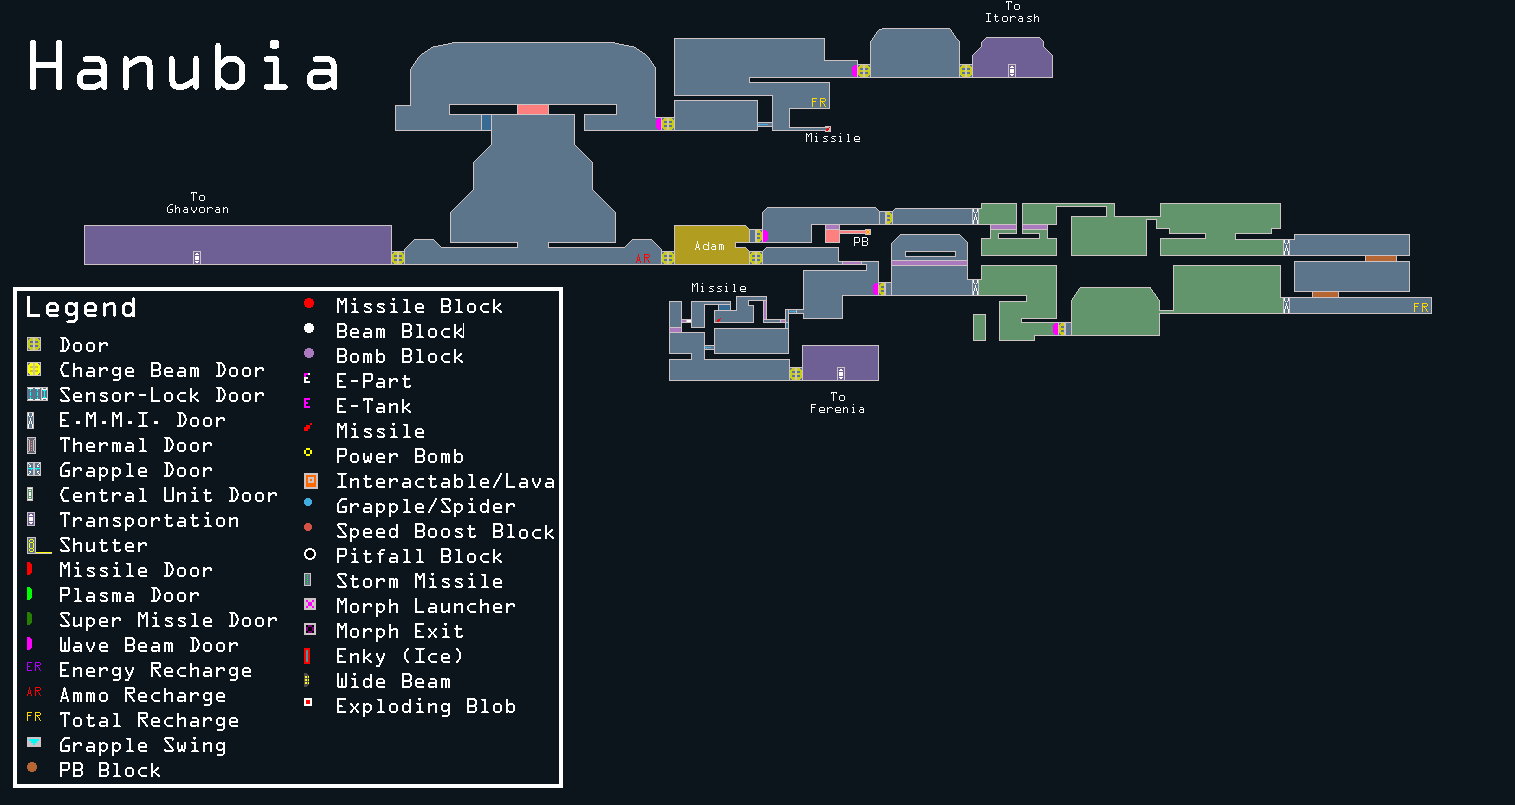 To
Itorash
Hanubia
FR
Missile
To
Ghavoran
Adam
PB
AR
Missile
FR
To
Ferenia
Legend
Door
Charge Beam Door
Sensor-Lock Door
E.M.M.I. Door
Thermal Door
Grapple Door
Central Unit Door
Transportation
Shutter
Missile Door
Plasma Door
Super Missle Door
Wave Beam Door
ER Energy Recharge
AR Ammo Recharge
FR Total Recharge
Grapple Swing
PB Block
Missile Block
Beam Block
Bomb Block
E E-Part
E E-Tank
Missile
Power Bomb
Interactable/Lava
Grapple/Spider
Speed Boost Block
Pitfall Block
Storm Missile
Morph Launcher
Morph Exit
Enky (Ice)
Wide Beam
Exploding Blob